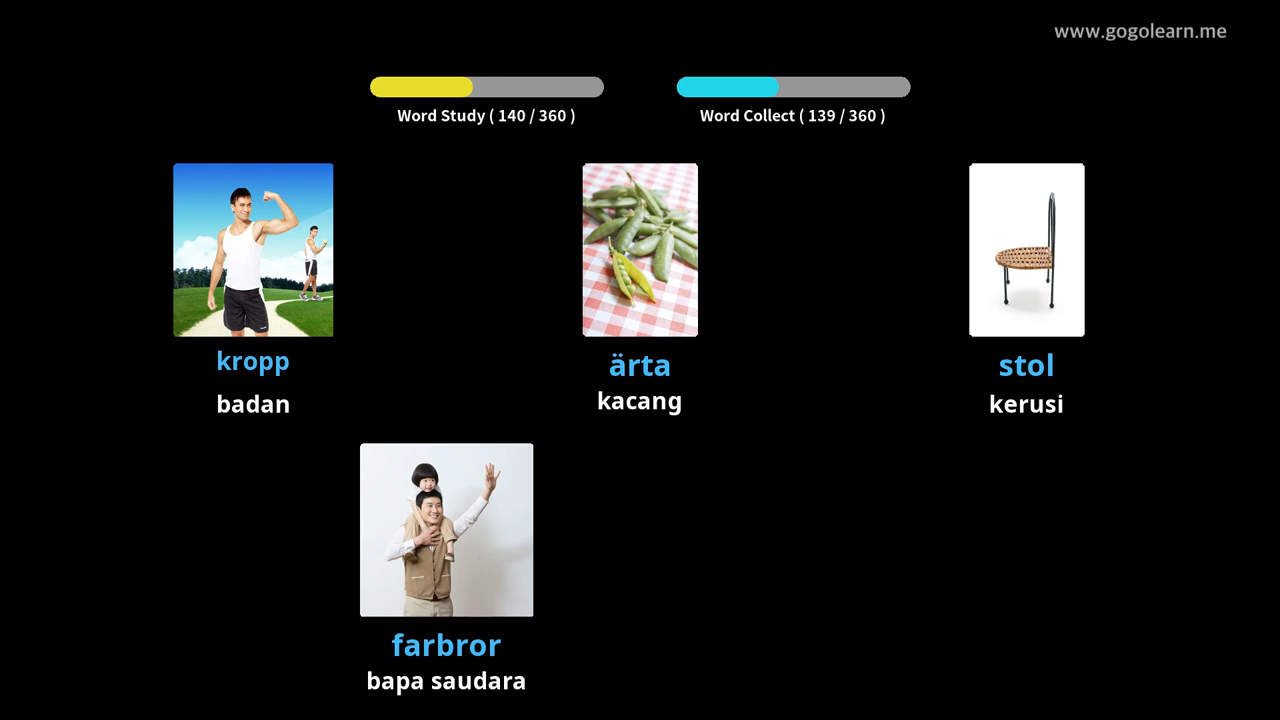 www.gogolearn.me
Word Study ( 140 / 360 )
Word Collect ( 139 / 360 )
kropp
badan
ärta
kacang
stol
kerusi
farbror
bapa saudara